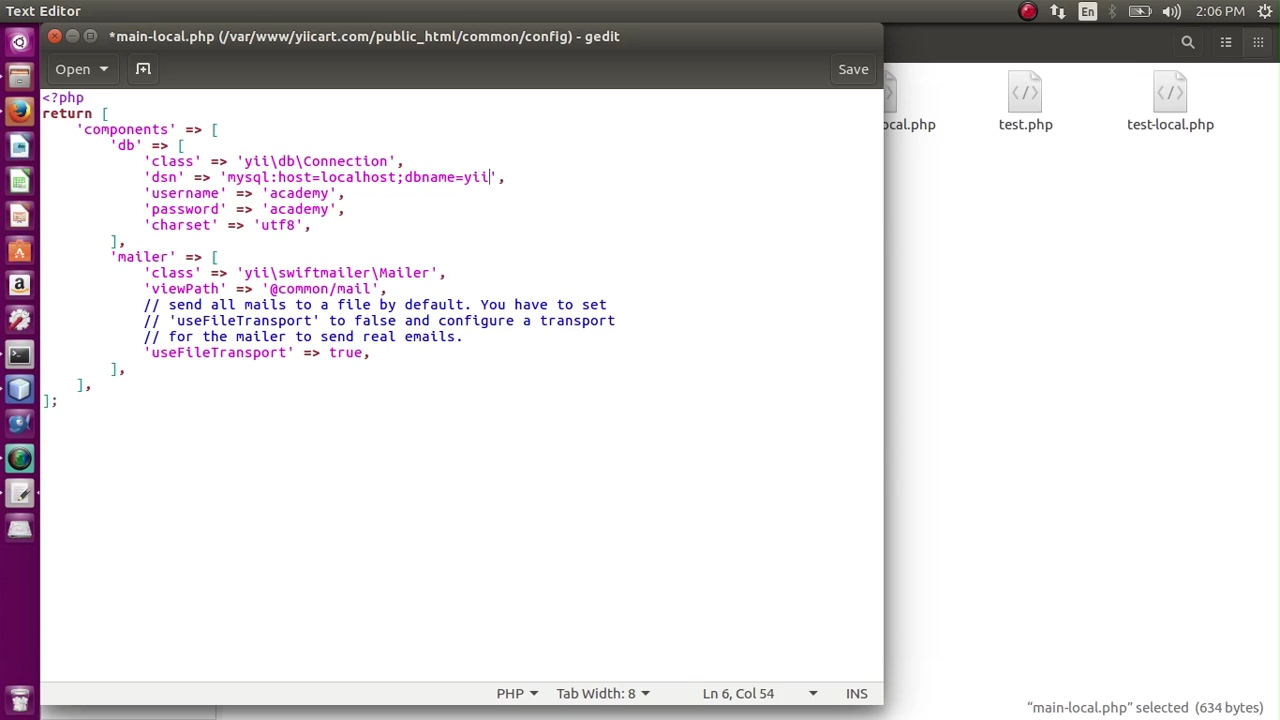 Text Editor
En
2:06 PM
*main-local.php (/var/www/yiicart.com/public_html/common/config) - gedit
Open
Save
<?php
return [
    'components' => [
        'db' => [
            'class' => 'yii\db\Connection',
            'dsn' => 'mysql:host=localhost;dbname=yii',
            'username' => 'academy',
            'password' => 'academy',
            'charset' => 'utf8',
        ],
        'mailer' => [
            'class' => 'yii\swiftmailer\Mailer',
            'viewPath' => '@common/mail',
            // send all mails to a file by default. You have to set
            // 'useFileTransport' to false and configure a transport
            // for the mailer to send real emails.
            'useFileTransport' => true,
        ],
    ],
];
ocal.php
test.php
test-local.php
PHP
Tab Width: 8
Ln 6, Col 54
INS
"main-local.php" selected (634 bytes)